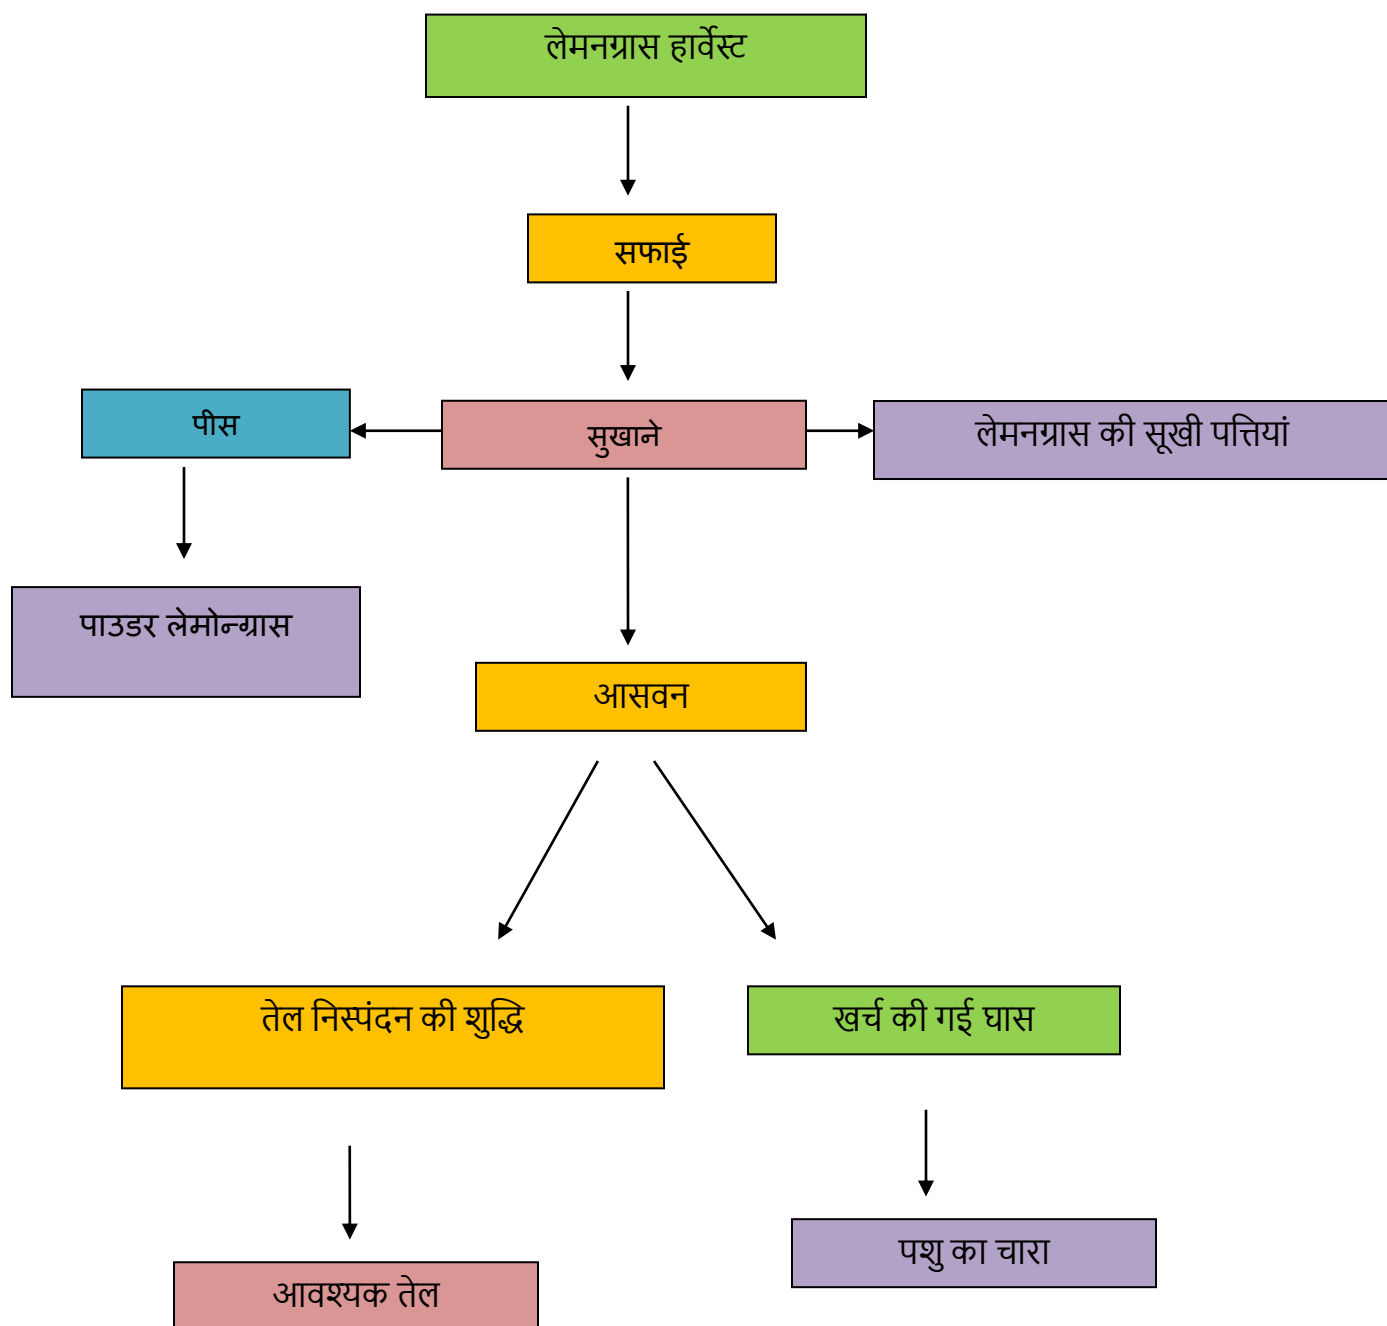 लेमनग्रास हार्वेस्ट
सफाई
पीस
सुखाने
लेमनग्रास की सूखी पत्तियां
पाउडर लेमोन्ग्रास
आसवन
तेल निस्पंदन की शुद्धि
खर्च की गई घास
पशु का चारा
आवश्यक तेल